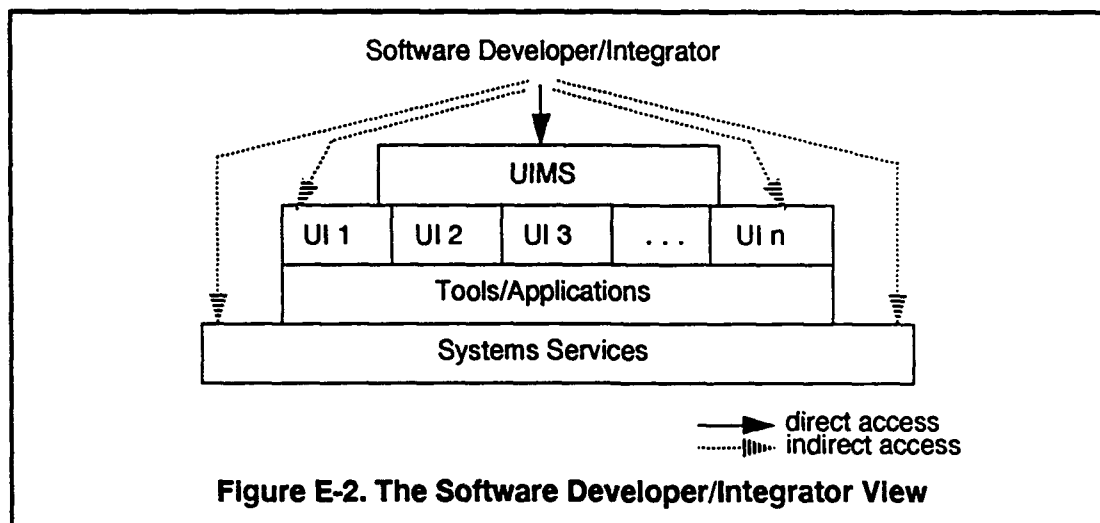 Software Developer/Integrator
UIMS
UI 1 UI 2 UI 3 . . . UI n
Tools/Applications
Systems Services
direct access
indirect access
Figure E-2. The Software Developer/Integrator View